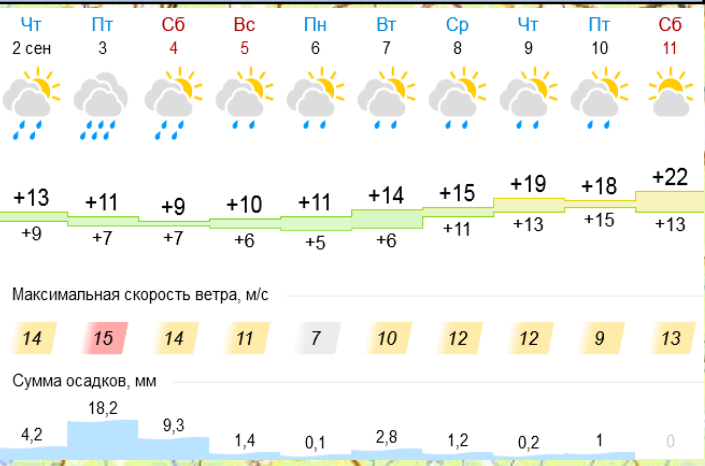 Чт Пт Сб Вс Пн Вт Ср Чт Пт Сб
2 сен 3 4 5 6 7 8 9 10 11
+13 +11 +9 +10 +11 +14 +15 +19 +18 +22
+9 +7 +7 +6 +5 +6 +11 +13 +15 +13
Максимальная скорость ветра, м/с
14 15 14 11 7 10 12 12 9 13
Сумма осадков, мм
4,2 18,2 9,3 1,4 0,1 2,8 1,2 0,2 1 0